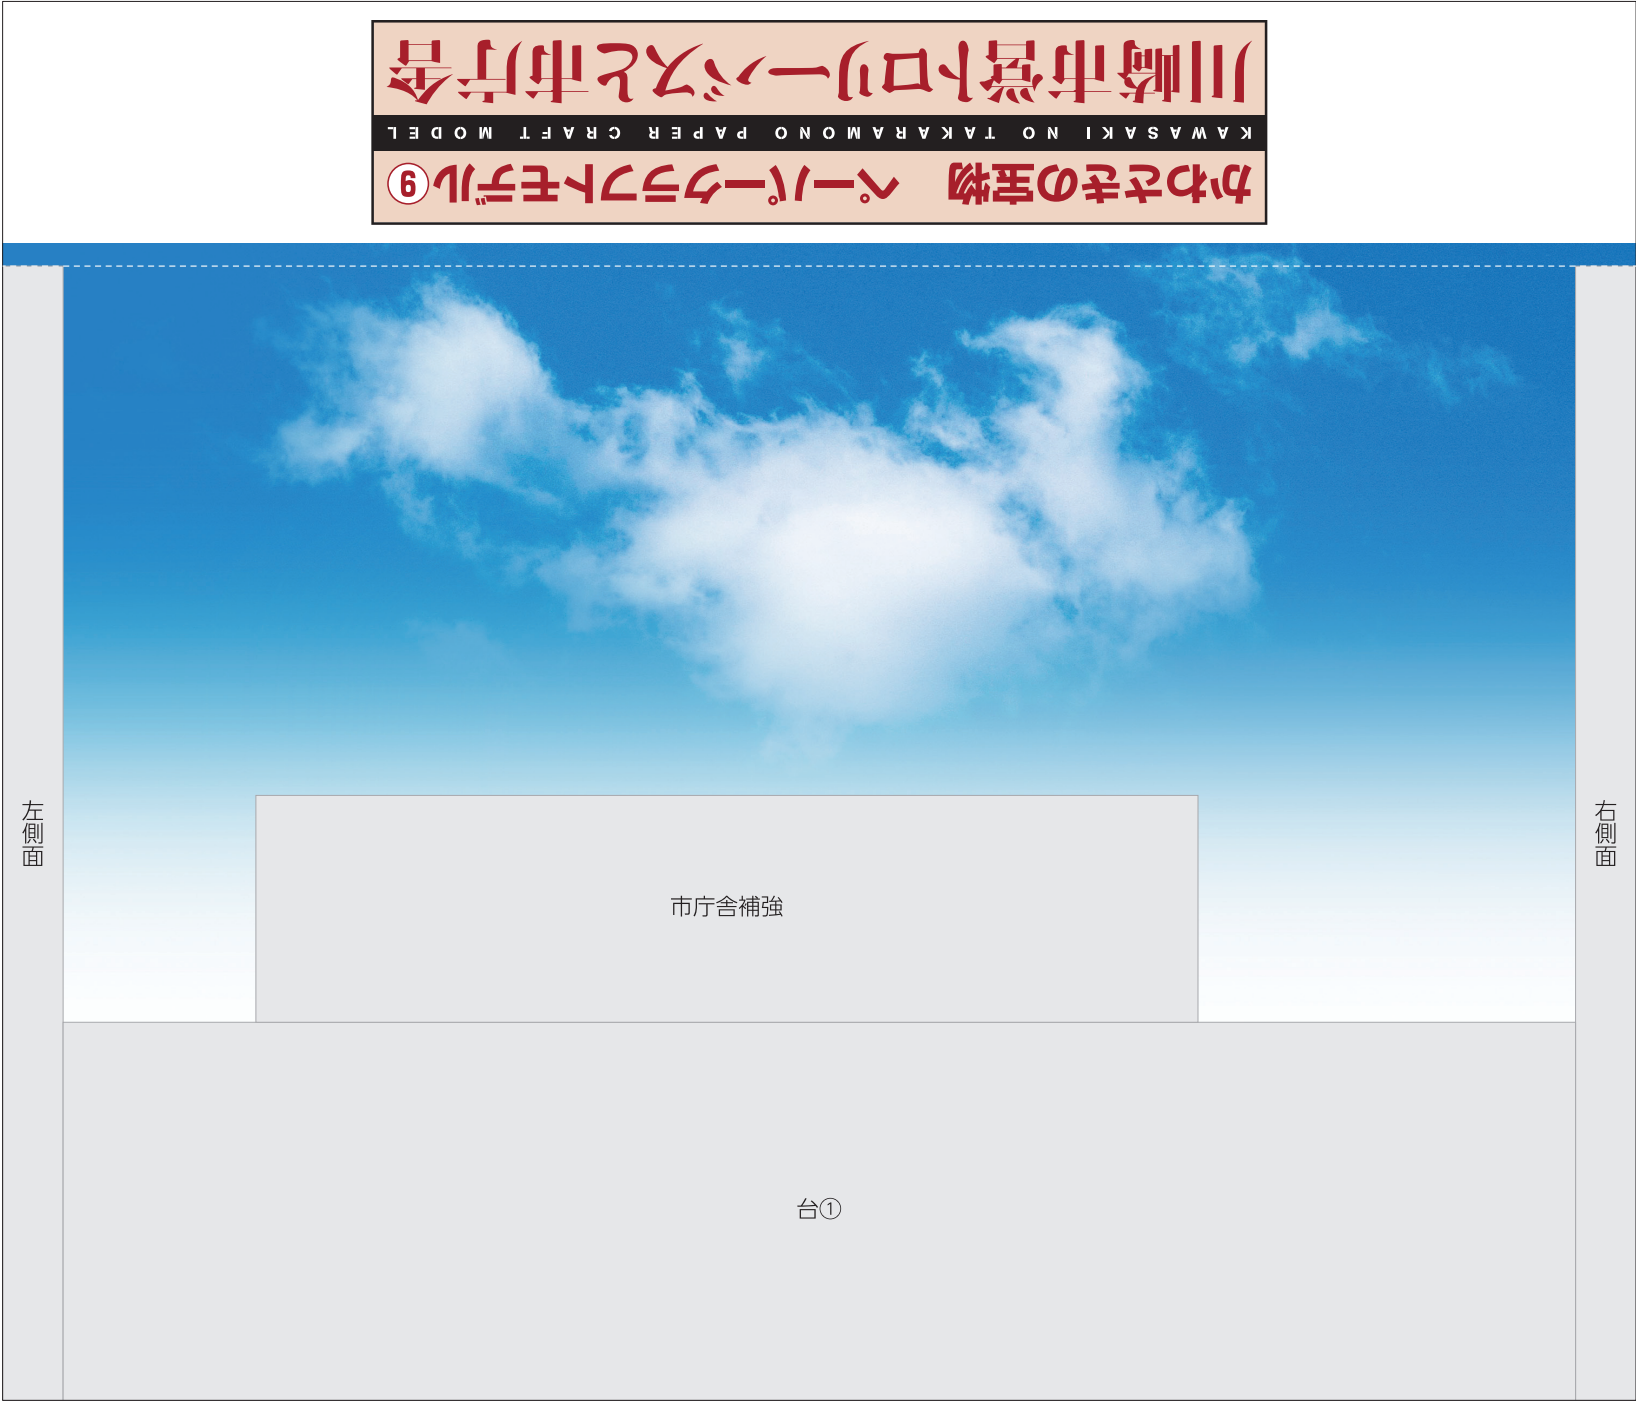 かわさきの宝物　ペーパークラフトモデル⑨
KAWASAKI NO TAKARAMONO PAPER CRAFT MODEL
川崎市営トロリーバスと市庁舎
左側面
右側面
市庁舎補強
台①